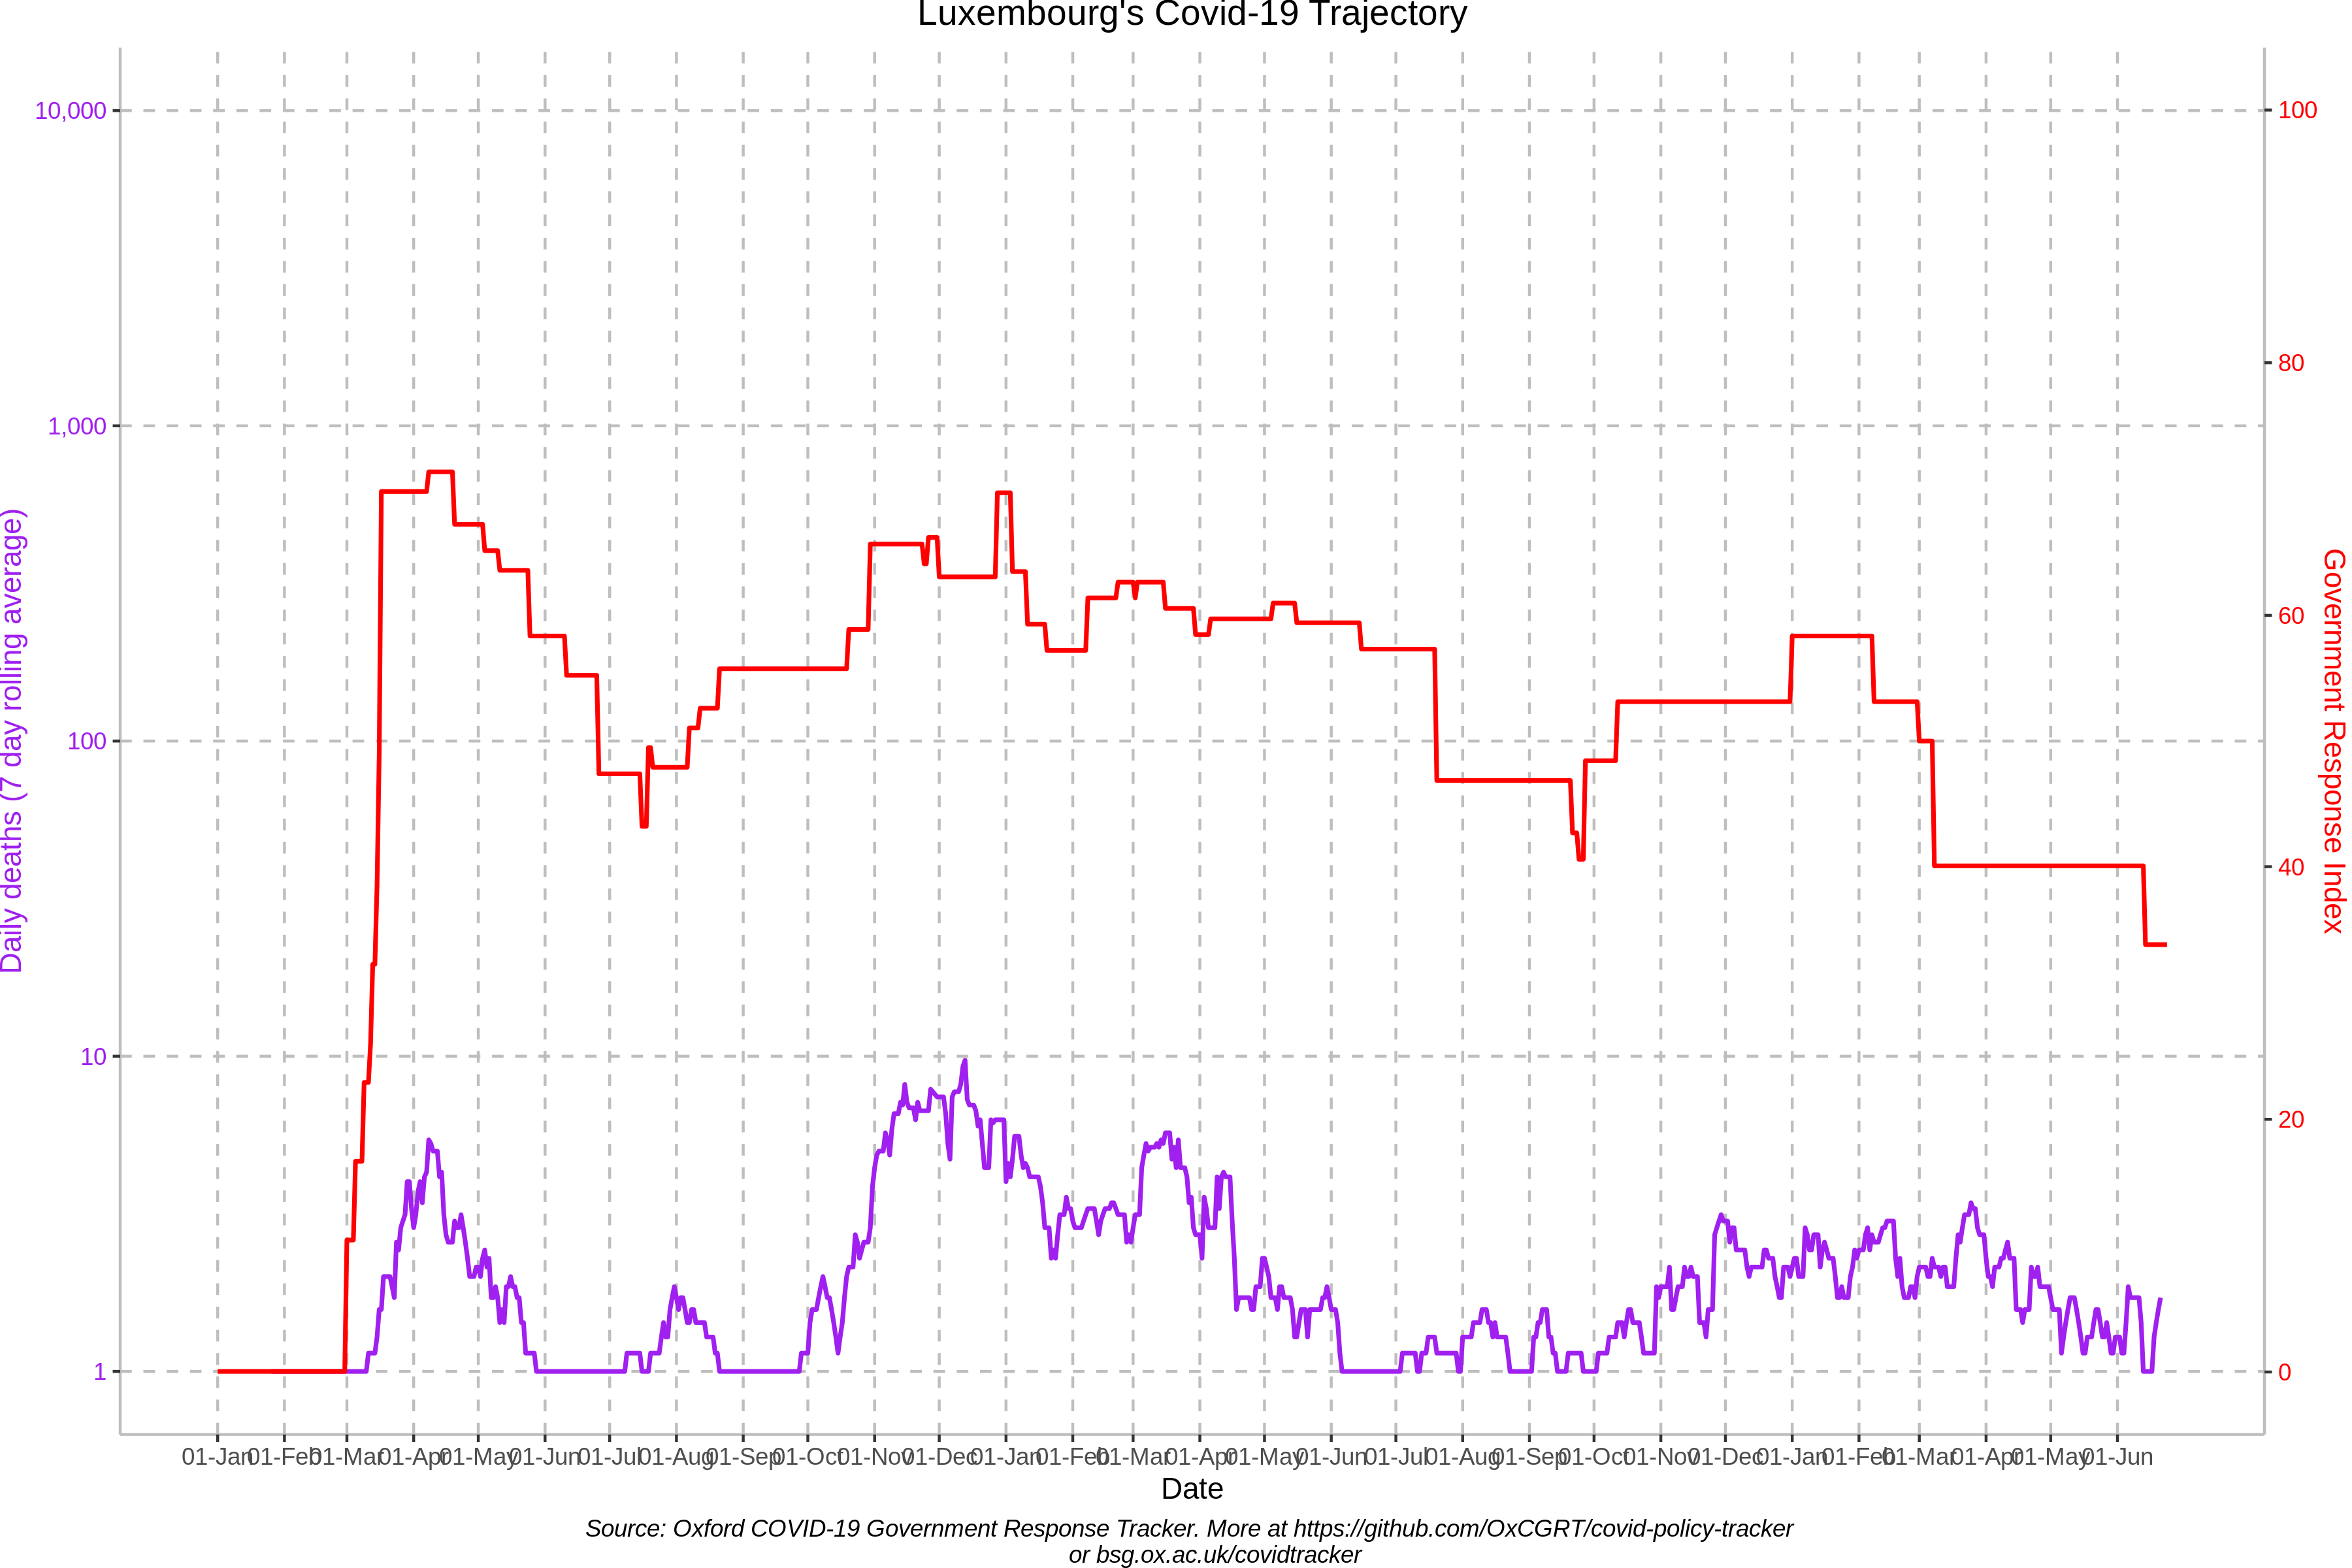 Luxembourg's Covid-19 Trajectory
10,000
1,000
100
10
1
Daily deaths (7 day rolling average)
100
80
60
40
20
0
Government Response Index
01-Jan 01-Feb 01-Mar 01-Apr 01-May 01-Jun 01-Jul 01-Aug 01-Sep 01-Oct 01-Nov 01-Dec 01-Jan 01-Feb 01-Mar 01-Apr 01-May 01-Jun 01-Jul 01-Aug 01-Sep 01-Oct 01-Nov 01-Dec 01-Jan 01-Feb 01-Mar 01-Apr 01-May 01-Jun
Date
Source: Oxford COVID-19 Government Response Tracker. More at https://github.com/OxCGRT/covid-policy-tracker
or bsg.ox.ac.uk/covidtracker